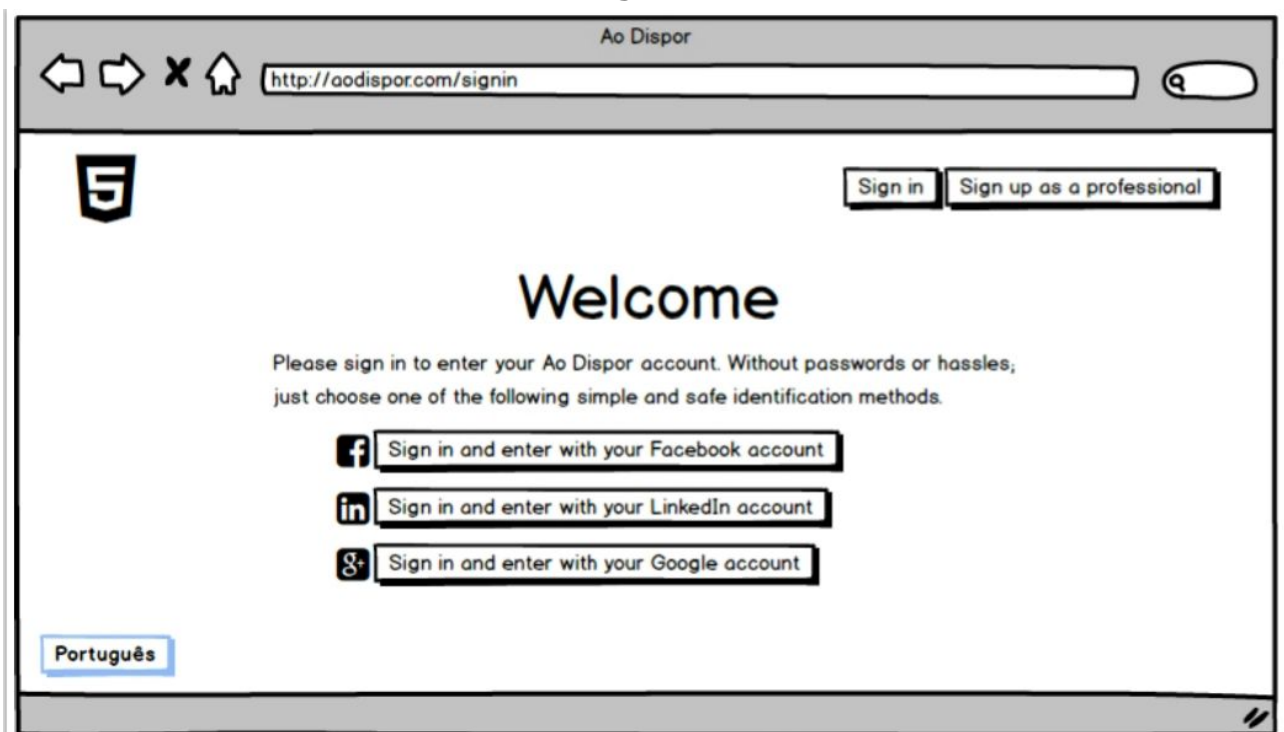 Ao Dispor
http://aodispor.com/signin
5
Sign in
Sign up as a professional
Welcome
Please sign in to enter your Ao Dispor account. Without passwords or hassles;
just choose one of the following simple and safe identification methods.
f Sign in and enter with your Facebook account
in Sign in and enter with your LinkedIn account
g+ Sign in and enter with your Google account
Português